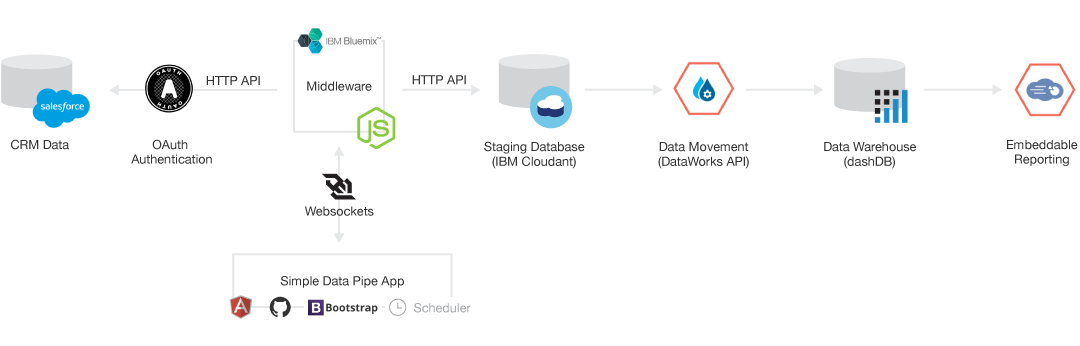 IBM Bluemix™
Middleware
HTTP API
HTTP API
OAUTH
A
OAUTH
salesforce
JS
CRM Data
OAuth
Authentication
Staging Database
(IBM Cloudant)
Data Movement
(DataWorks API)
Data Warehouse
(dashDB)
Embeddable
Reporting
Websockets
Simple Data Pipe App
A
B Bootstrap
Scheduler